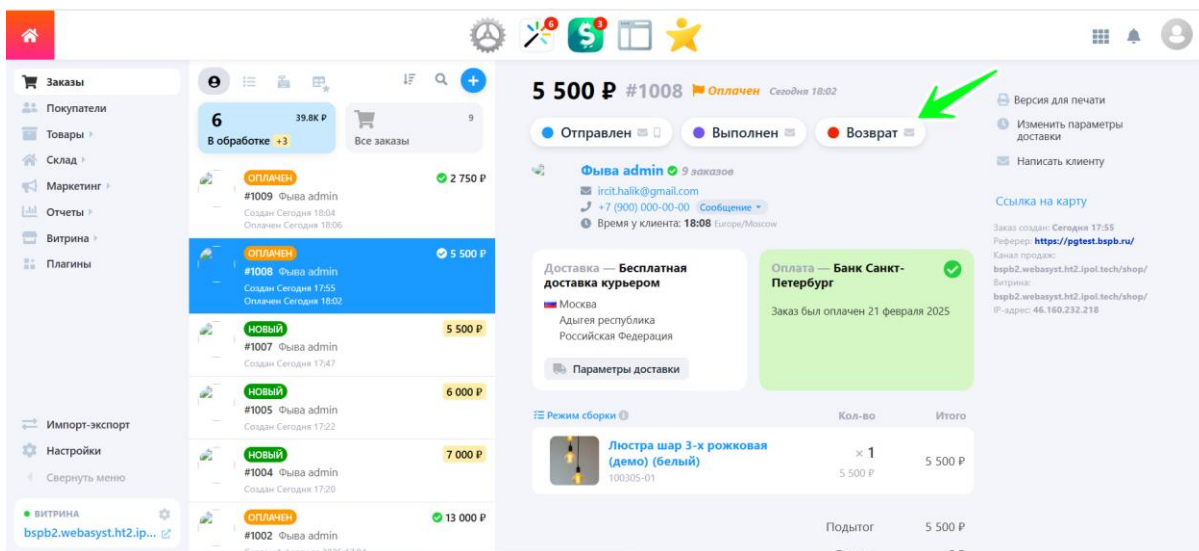 6
3
Заказы
Покупатели
Товары
Склад
Маркетинг
Отчеты
Витрина
Плагины
Импорт-экспорт
Настройки
Свернуть меню
ВИТРИНА
bspb2.webasyst.ht2.ip...
6 39.8K ₽
В обработке +3
9
Все заказы
ОПЛАЧЕН 2 750 ₽
#1009 Фыва admin
Создан Сегодня 18:04
Оплачен Сегодня 18:06
ОПЛАЧЕН 5 500 ₽
#1008 Фыва admin
Создан Сегодня 17:55
Оплачен Сегодня 18:02
НОВЫЙ 5 500 ₽
#1007 Фыва admin
Создан Сегодня 17:47
НОВЫЙ 6 000 ₽
#1005 Фыва admin
Создан Сегодня 17:22
НОВЫЙ 7 000 ₽
#1004 Фыва admin
Создан Сегодня 17:20
ОПЛАЧЕН 13 000 ₽
#1002 Фыва admin
5 500 ₽ #1008 Оплачен Сегодня 18:02
Отправлен Выполнен Возврат
Фыва admin 9 заказов
ircit.halik@gmail.com
+7 (900) 000-00-00 Сообщение
Время у клиента: 18:08 Europe/Moscow
Доставка — Бесплатная
доставка курьером
Москва
Адыгея республика
Российская Федерация
Параметры доставки
Оплата — Банк Санкт-
Петербург
Заказ был оплачен 21 февраля 2025
Режим сборки Кол-во Итого
Люстра шар 3-х рожковая
(демо) (белый)
100305-01
× 1
5 500 ₽
5 500 ₽
Подытог 5 500 ₽
Версия для печати
Изменить параметры
доставки
Написать клиенту
Ссылка на карту
Заказ создан: Сегодня 17:55
Реферер: https://pgtest.bspb.ru/
Канал продаж:
bspb2.webasyst.ht2.ipol.tech/shop/
Витрина:
bspb2.webasyst.ht2.ipol.tech/shop/
IP-адрес: 46.160.232.218